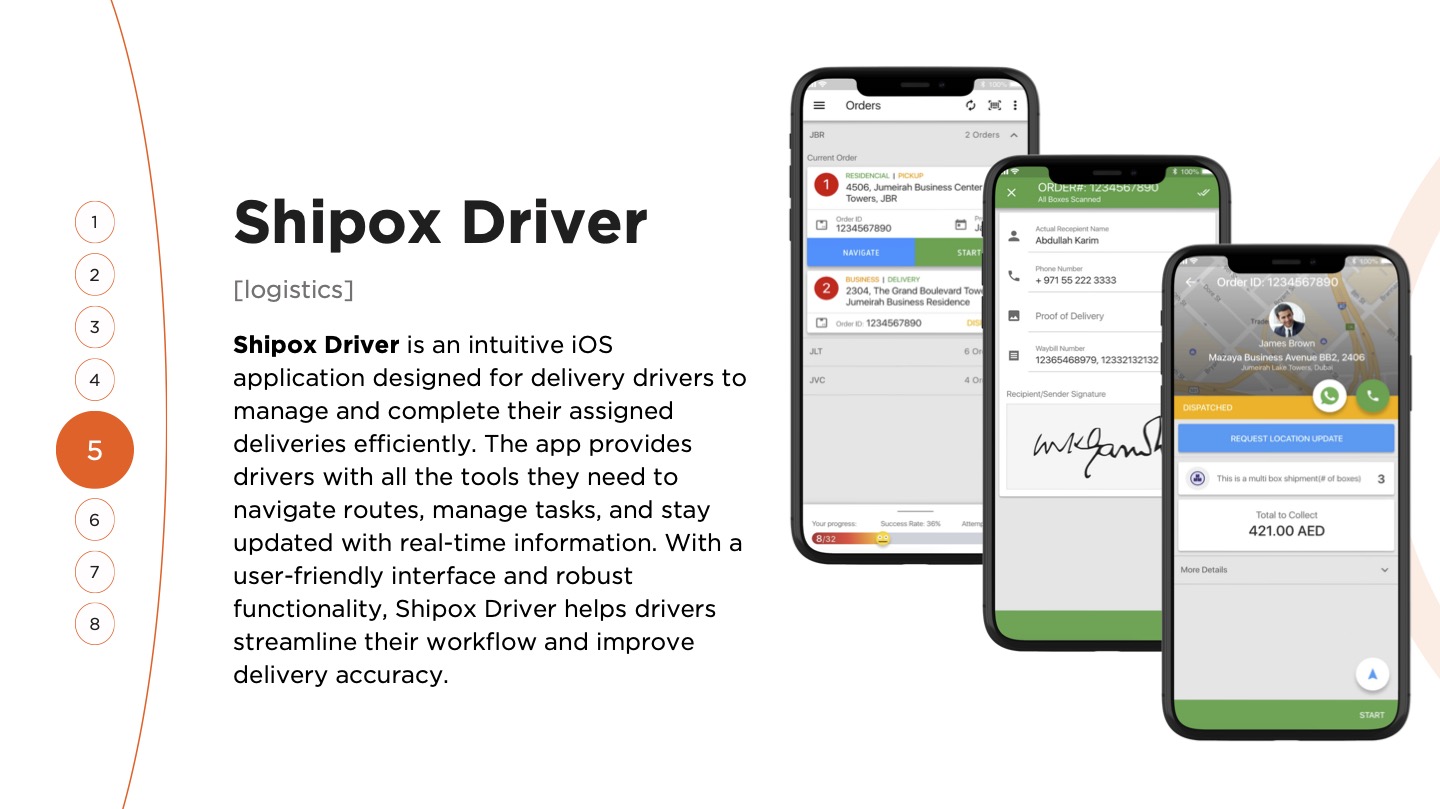 1
2
3
4
5
6
7
8
Shipox Driver
[logistics]
Shipox Driver is an intuitive iOS
application designed for delivery drivers to
manage and complete their assigned
deliveries efficiently. The app provides
drivers with all the tools they need to
navigate routes, manage tasks, and stay
updated with real-time information. With a
user-friendly interface and robust
functionality, Shipox Driver helps drivers
streamline their workflow and improve
delivery accuracy.
100%
Orders
JBR 2 Orders
Current Order
1 RESIDENCIAL | PICKUP
4506, Jumeirah Business Center
Towers, JBR
Order ID
1234567890
NAVIGATE START
2 BUSINESS | DELIVERY
2304, The Grand Boulevard
Jumeirah Business Residence
Order ID: 1234567890
JLT 6
JVC 4
Your progress: Success Rate: 36%
8/32
100%
ORDER#: 1234567890
All Boxes Scanned
Actual Recepient Name
Abdullah Karim
Phone Number
+ 971 55 222 3333
Proof of Delivery
Waybill Number
12365468979, 12332132132
Recipient/Sender Signature
100%
Order ID: 1234567890
James Brown
Mazaya Business Avenue BB2, 2406
Jumeirah Lake Towers, Dubai
DISPATCHED
REQUEST LOCATION UPDATE
This is a multi box shipment(# of boxes) 3
Total to Collect
421.00 AED
More Details
START